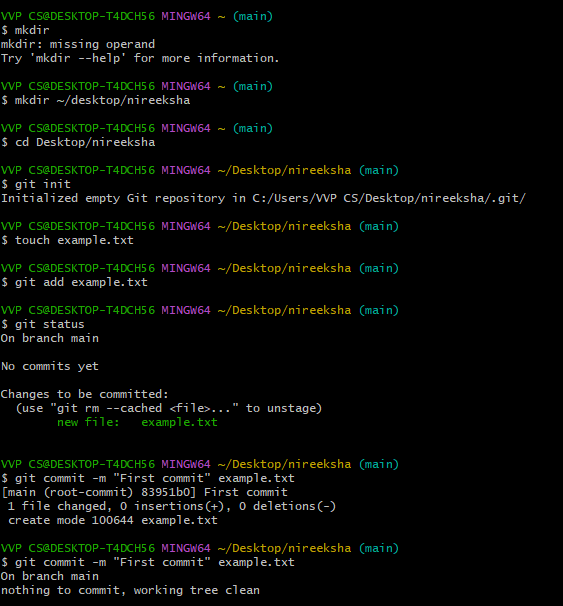 VVP CS@DESKTOP-T4DCH56 MINGW64 ~ (main)
$ mkdir
mkdir: missing operand
Try 'mkdir --help' for more information.
VVP CS@DESKTOP-T4DCH56 MINGW64 ~ (main)
$ mkdir ~/desktop/nireeksha
VVP CS@DESKTOP-T4DCH56 MINGW64 ~ (main)
$ cd Desktop/nireeksha
VVP CS@DESKTOP-T4DCH56 MINGW64 ~/Desktop/nireeksha (main)
$ git init
Initialized empty Git repository in C:/Users/VVP CS/Desktop/nireeksha/.git/
VVP CS@DESKTOP-T4DCH56 MINGW64 ~/Desktop/nireeksha (main)
$ touch example.txt
VVP CS@DESKTOP-T4DCH56 MINGW64 ~/Desktop/nireeksha (main)
$ git add example.txt
VVP CS@DESKTOP-T4DCH56 MINGW64 ~/Desktop/nireeksha (main)
$ git status
On branch main
No commits yet
Changes to be committed:
  (use "git rm --cached <file>..." to unstage)
        new file:   example.txt
VVP CS@DESKTOP-T4DCH56 MINGW64 ~/Desktop/nireeksha (main)
$ git commit -m "First commit" example.txt
[main (root-commit) 83951b0] First commit
 1 file changed, 0 insertions(+), 0 deletions(-)
 create mode 100644 example.txt
VVP CS@DESKTOP-T4DCH56 MINGW64 ~/Desktop/nireeksha (main)
$ git commit -m "First commit" example.txt
On branch main
nothing to commit, working tree clean